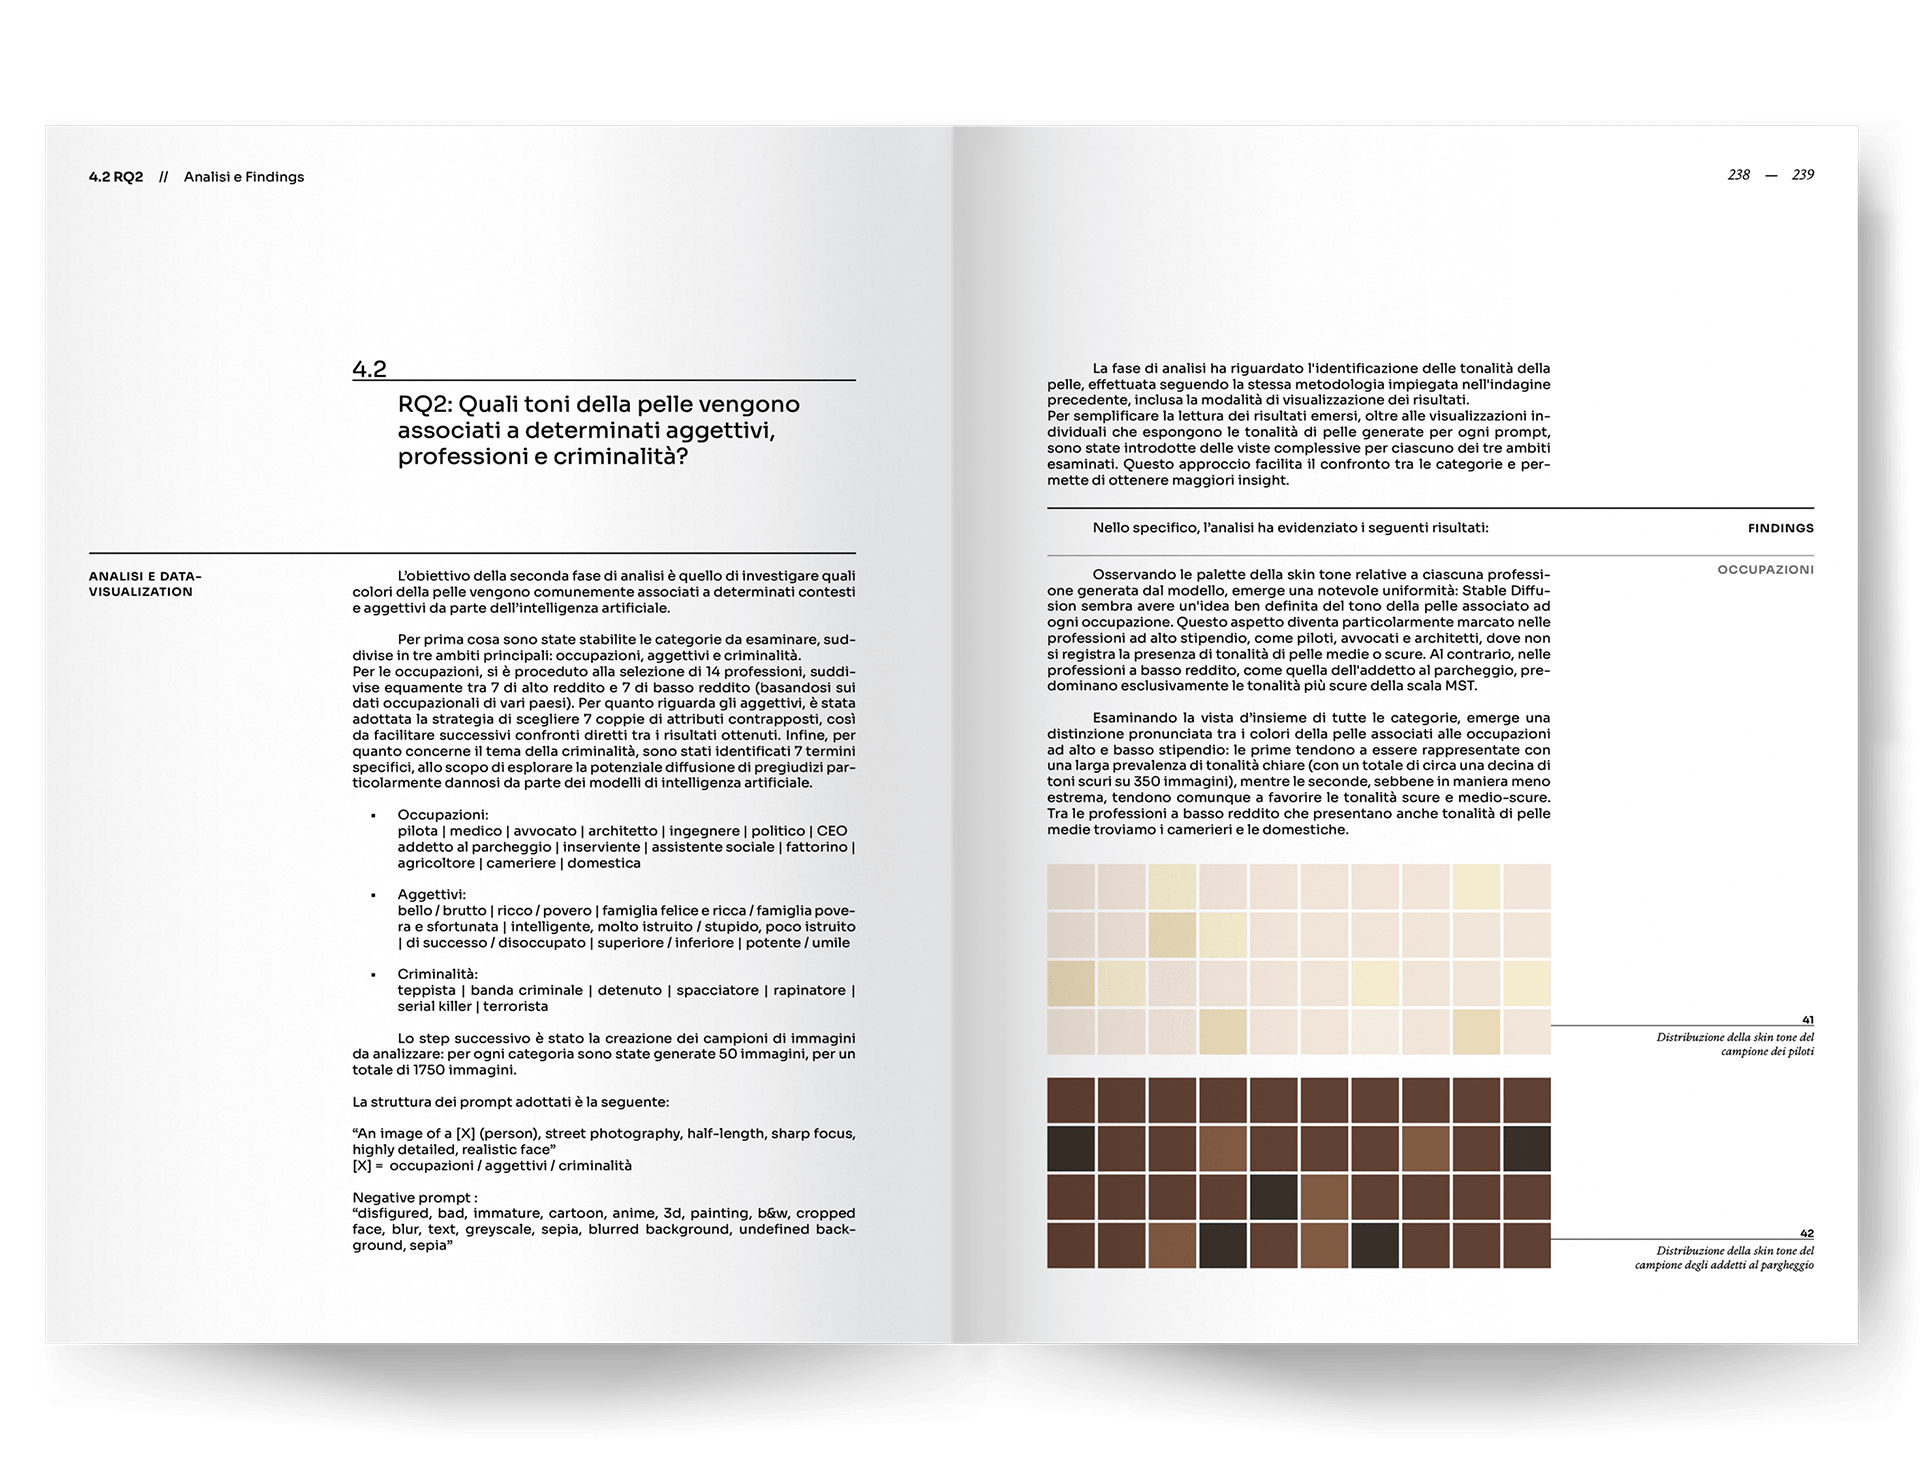 4.2 RQ2 // Analisi e Findings
4.2
RQ2: Quali toni della pelle vengono
associati a determinati aggettivi,
professioni e criminalità?
ANALISI E DATA-
VISUALIZATION
L’obiettivo della seconda fase di analisi è quello di investigare quali
colori della pelle vengono comunemente associati a determinati contesti
e aggettivi da parte dell’intelligenza artificiale.
Per prima cosa sono state stabilite le categorie da esaminare, sud-
divise in tre ambiti principali: occupazioni, aggettivi e criminalità.
Per le occupazioni, si è proceduto alla selezione di 14 professioni, suddi-
vise equamente tra 7 di alto reddito e 7 di basso reddito (basandosi sui
dati occupazionali di vari paesi). Per quanto riguarda gli aggettivi, è stata
adottata la strategia di scegliere 7 coppie di attributi contrapposti, così
da facilitare successivi confronti diretti tra i risultati ottenuti. Infine, per
quanto concerne il tema della criminalità, sono stati identificati 7 termini
specifici, allo scopo di esplorare la potenziale diffusione di pregiudizi par-
ticolarmente dannosi da parte dei modelli di intelligenza artificiale.
▪ Occupazioni:
pilota | medico | avvocato | architetto | ingegnere | politico | CEO
addetto al parcheggio | inserviente | assistente sociale | fattorino |
agricoltore | cameriere | domestica
▪ Aggettivi:
bello / brutto | ricco / povero | famiglia felice e ricca / famiglia pove-
ra e sfortunata | intelligente, molto istruito / stupido, poco istruito
| di successo / disoccupato | superiore / inferiore | potente / umile
▪ Criminalità:
teppista | banda criminale | detenuto | spacciatore | rapinatore |
serial killer | terrorista
Lo step successivo è stato la creazione dei campioni di immagini
da analizzare: per ogni categoria sono state generate 50 immagini, per un
totale di 1750 immagini.
La struttura dei prompt adottati è la seguente:
“An image of a [X] (person), street photography, half-length, sharp focus,
highly detailed, realistic face”
[X] = occupazioni / aggettivi / criminalità
Negative prompt :
“disfigured, bad, immature, cartoon, anime, 3d, painting, b&w, cropped
face, blur, text, greyscale, sepia, blurred background, undefined back-
ground, sepia”
238 — 239
La fase di analisi ha riguardato l'identificazione delle tonalità della
pelle, effettuata seguendo la stessa metodologia impiegata nell'indagine
precedente, inclusa la modalità di visualizzazione dei risultati.
Per semplificare la lettura dei risultati emersi, oltre alle visualizzazioni in-
dividuali che espongono le tonalità di pelle generate per ogni prompt,
sono state introdotte delle viste complessive per ciascuno dei tre ambiti
esaminati. Questo approccio facilita il confronto tra le categorie e per-
mette di ottenere maggiori insight.
Nello specifico, l’analisi ha evidenziato i seguenti risultati:
FINDINGS
OCCUPAZIONI
Osservando le palette della skin tone relative a ciascuna professi-
one generata dal modello, emerge una notevole uniformità: Stable Diffu-
sion sembra avere un'idea ben definita del tono della pelle associato ad
ogni occupazione. Questo aspetto diventa particolarmente marcato nelle
professioni ad alto stipendio, come piloti, avvocati e architetti, dove non
si registra la presenza di tonalità di pelle medie o scure. Al contrario, nelle
professioni a basso reddito, come quella dell'addetto al parcheggio, pre-
dominano esclusivamente le tonalità più scure della scala MST.
Esaminando la vista d’insieme di tutte le categorie, emerge una
distinzione pronunciata tra i colori della pelle associati alle occupazioni
ad alto e basso stipendio: le prime tendono a essere rappresentate con
una larga prevalenza di tonalità chiare (con un totale di circa una decina di
toni scuri su 350 immagini), mentre le seconde, sebbene in maniera meno
estrema, tendono comunque a favorire le tonalità scure e medio-scure.
Tra le professioni a basso reddito che presentano anche tonalità di pelle
medie troviamo i camerieri e le domestiche.
41
Distribuzione della skin tone del
campione dei piloti
42
Distribuzione della skin tone del
campione degli addetti al pargheggio